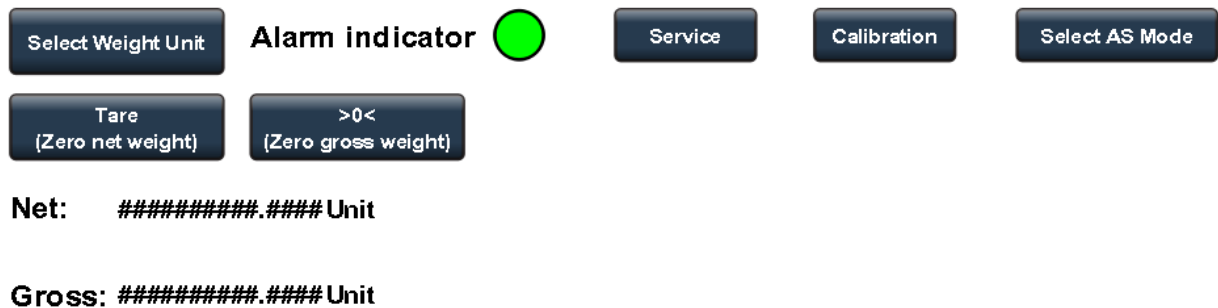 Select Weight Unit
Alarm indicator
Service
Calibration
Select AS Mode
Tare
(Zero net weight)
>0<
(Zero gross weight)
Net: ##########.#### Unit
Gross: ##########.#### Unit